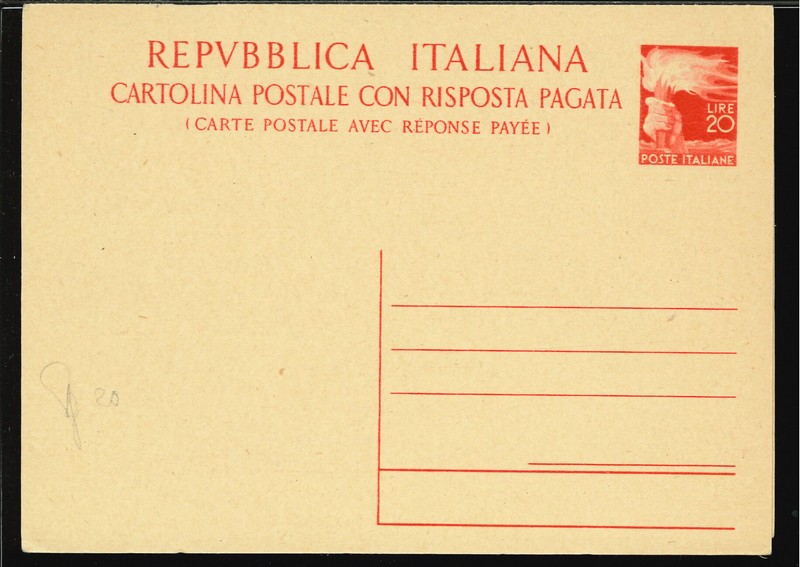 REPVBBLICA ITALIANA
CARTOLINA POSTALE CON RISPOSTA PAGATA
(CARTE POSTALE AVEC RÉPONSE PAYÉE)
LIRE
20
POSTE ITALIANE
20